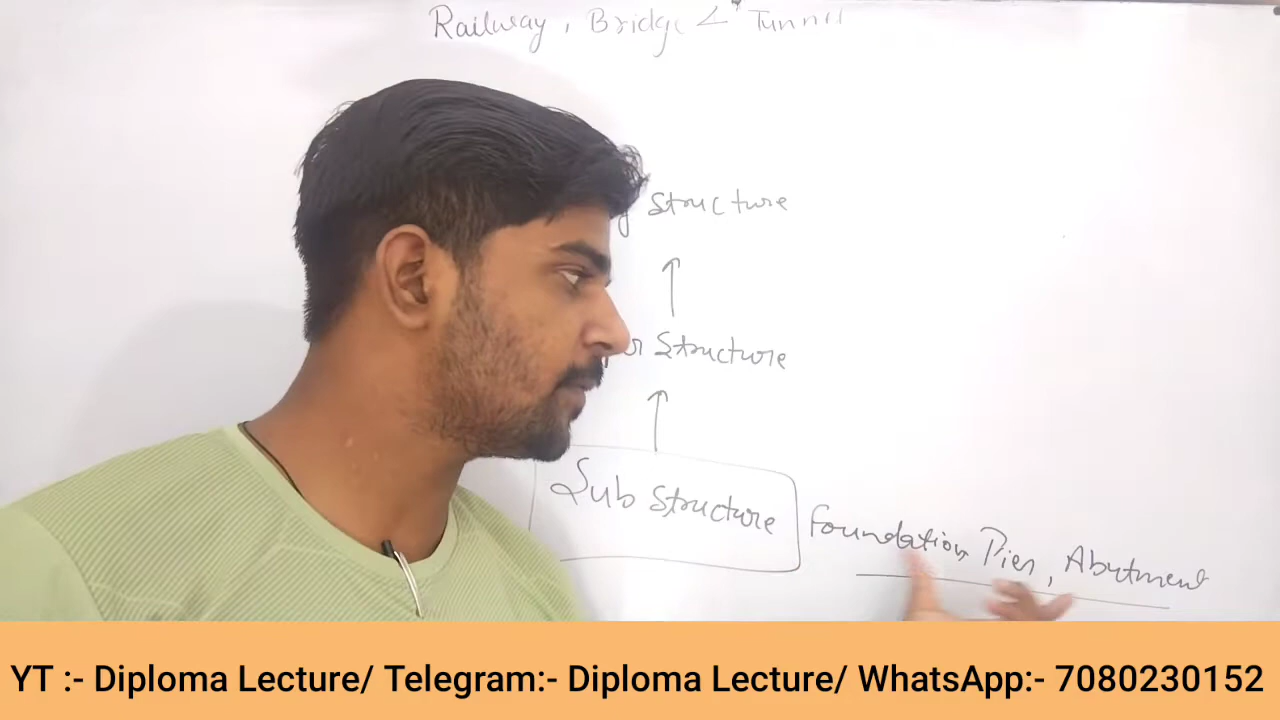 Railway, Bridge & Tunnel
Structure
Structure
Sub Structure
Foundation, Pier, Abutment
YT :- Diploma Lecture/ Telegram:- Diploma Lecture/ WhatsApp:- 7080230152